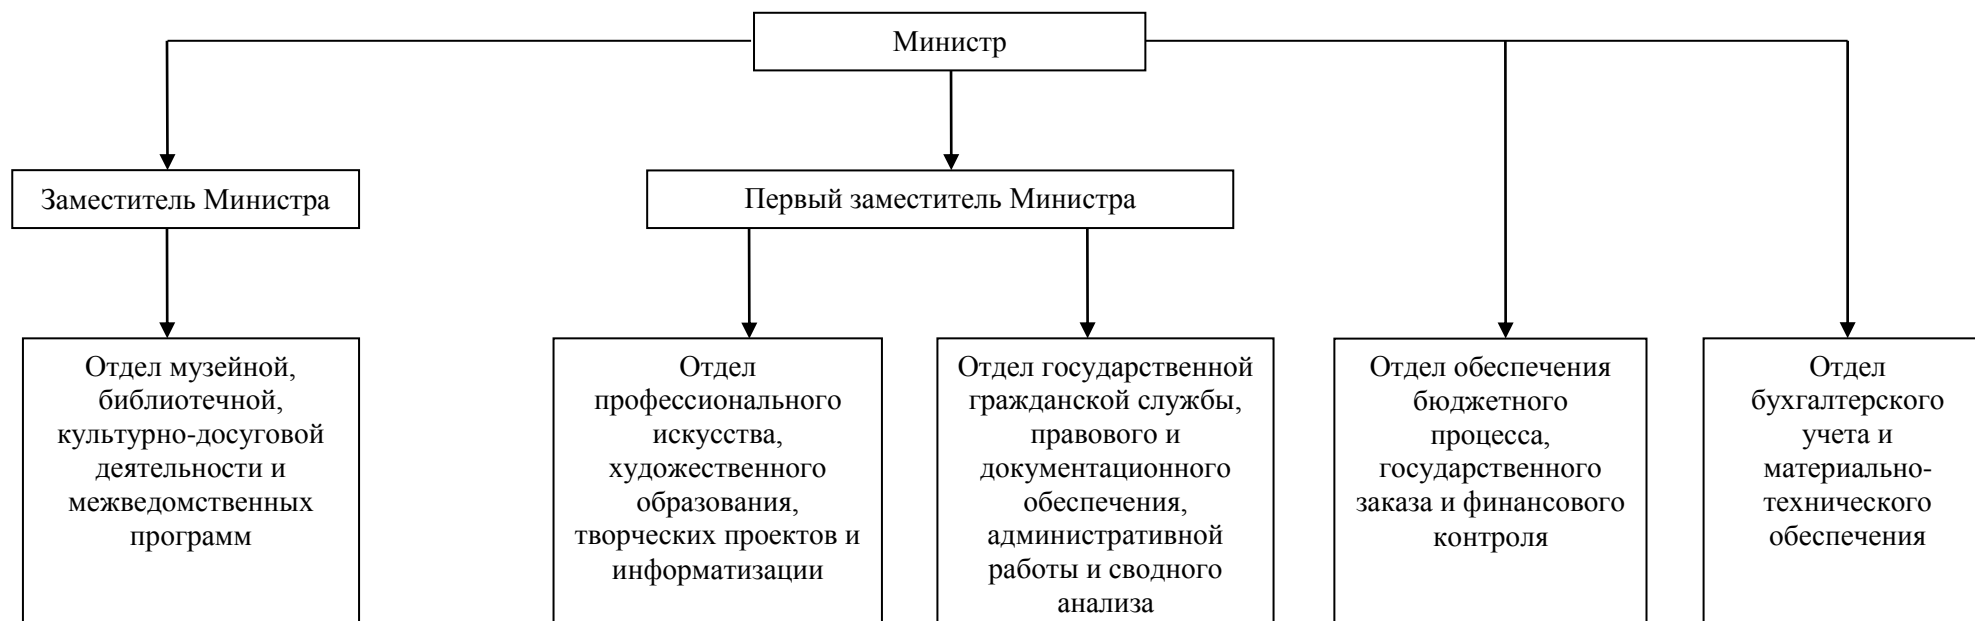 Министр
Заместитель Министра
Первый заместитель Министра
Отдел музейной,
библиотечной,
культурно-досуговой
деятельности и
межведомственных
программ
Отдел
профессионального
искусства,
художественного
образования,
творческих проектов и
информатизации
Отдел государственной
гражданской службы,
правового и
документационного
обеспечения,
административной
работы и сводного
анализа
Отдел обеспечения
бюджетного
процесса,
государственного
заказа и финансового
контроля
Отдел
бухгалтерского
учета и
материально-
технического
обеспечения